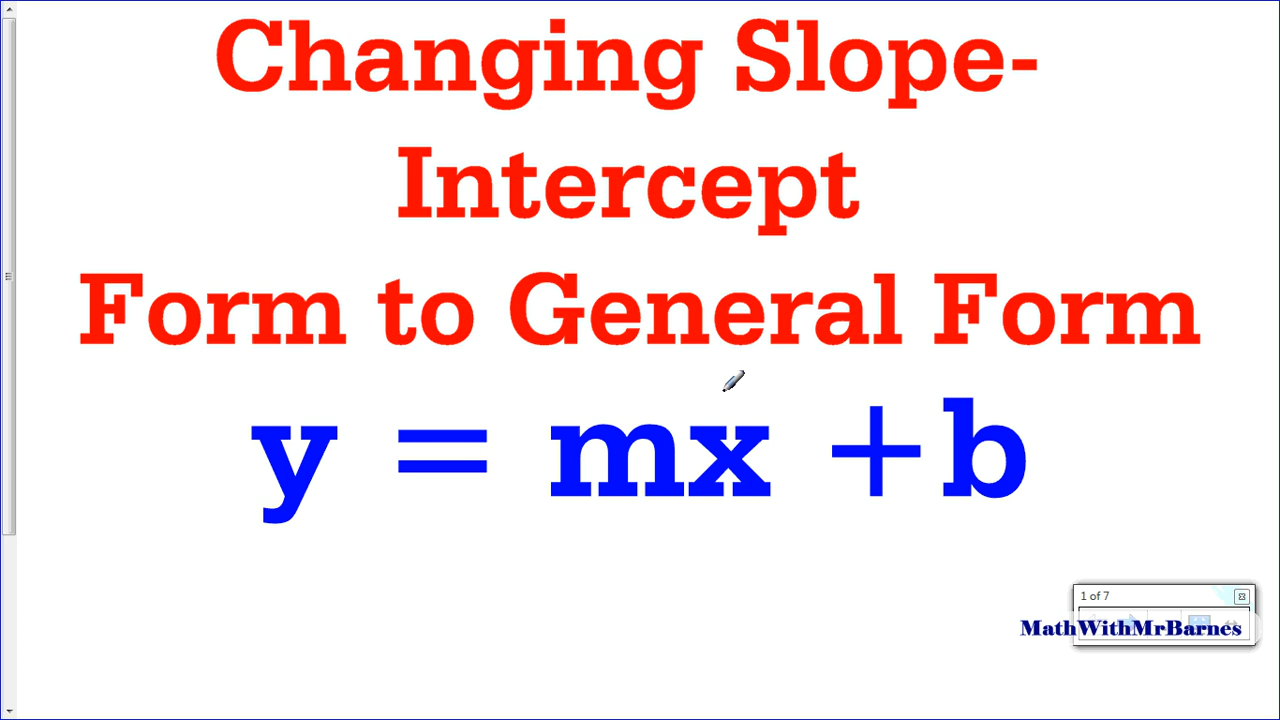 Changing Slope-
Intercept
Form to General Form
y = mx + b
1 of 7
MathWithMrBarnes